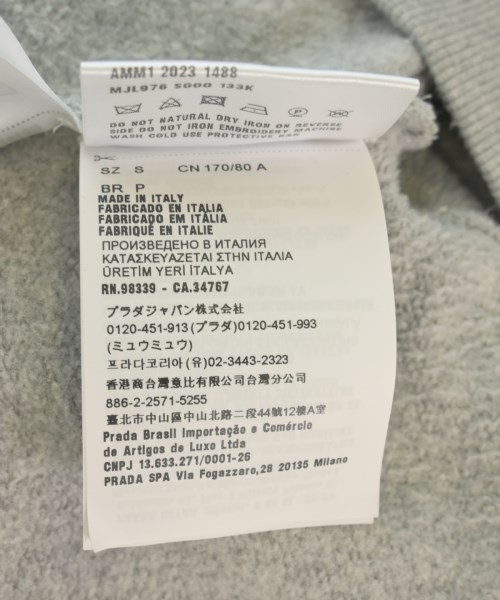 AMM1 2023 1488
MJL976 S000 133K
DO NOT NATURAL DRY IRON ON REVERSE
SIDE DO NOT IRON EMBROIDERY MACHINE
WASH COLD USE PROTECTIVE BAG
SZ S CN 170/80 A
BR P
MADE IN ITALY
FABRICADO EN ITALIA
FABRICADO EM ITÁLIA
FABRIQUÉ EN ITALIE
ПРОИЗВЕДЕНО В ИТАЛИЯ
ΚΑΤΑΣΚΕΥΑΖΕΤΑΙ ΣΤΗΝ ΙΤΑΛΙΑ
ÜRETİM YERİ İTALYA
RN.98339 - CA.34767
プラダジャパン株式会社
0120-451-913(プラダ)0120-451-993
(ミュウミュウ)
프라다코리아(유)02-3443-2323
香港商台灣意比有限公司台灣分公司
886-2-2571-5255
臺北市中山區中山北路二段44號12樓A室
Prada Brasil Importação e Comércio
de Artigos de Luxo Ltda
CNPJ 13.633.271/0001-26
PRADA SPA Via Fogazzaro,28 20135 Milano